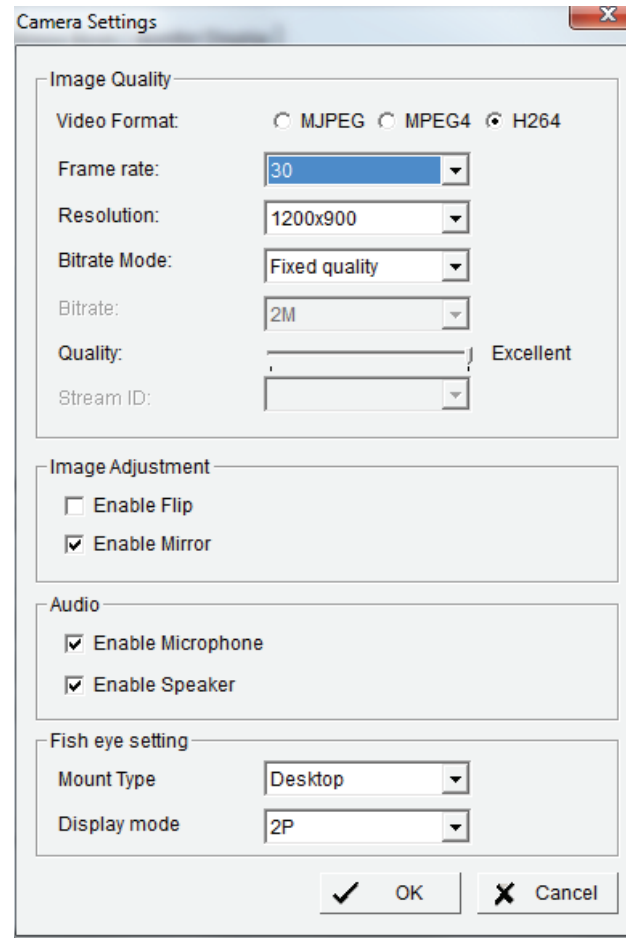 Camera Settings
Image Quality
Video Format: MJPEG MPEG4 H264
Frame rate: 30
Resolution: 1200x900
Bitrate Mode: Fixed quality
Bitrate: 2M
Quality: Excellent
Stream ID:
Image Adjustment
Enable Flip
Enable Mirror
Audio
Enable Microphone
Enable Speaker
Fish eye setting
Mount Type Desktop
Display mode 2P
OK Cancel